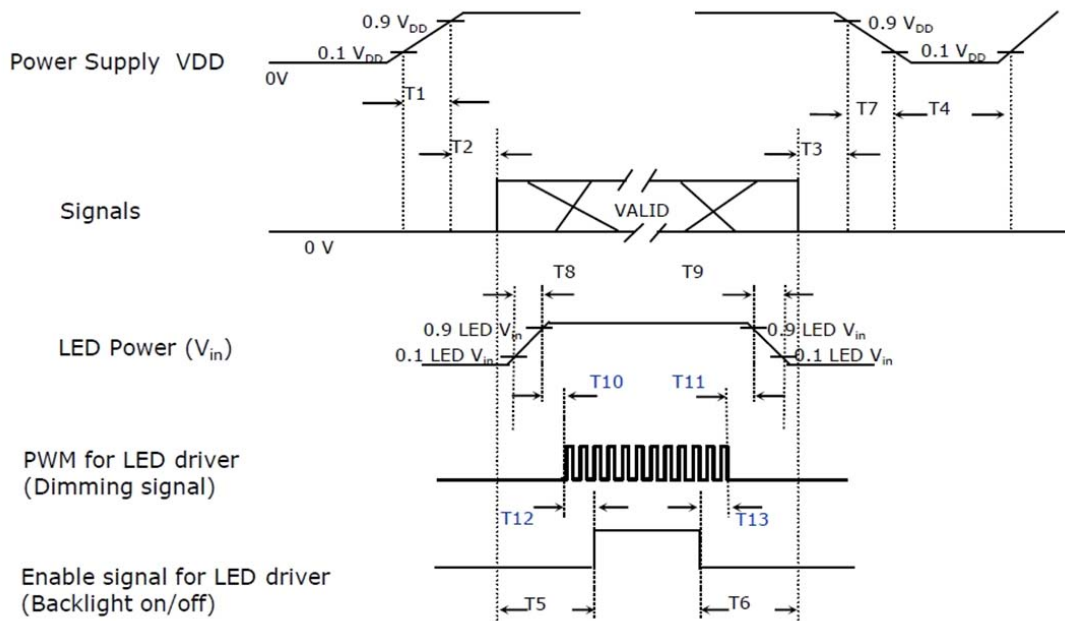 0.9 V_DD
0.9 V_DD
0.1 V_DD
0.1 V_DD
Power Supply VDD
0V
T1
T7
T4
T2
T3
VALID
Signals
0 V
T8
T9
0.9 LED V_in
0.9 LED V_in
LED Power (V_in)
0.1 LED V_in
0.1 LED V_in
T10
T11
PWM for LED driver
(Dimming signal)
T12
T13
Enable signal for LED driver
(Backlight on/off)
T5
T6